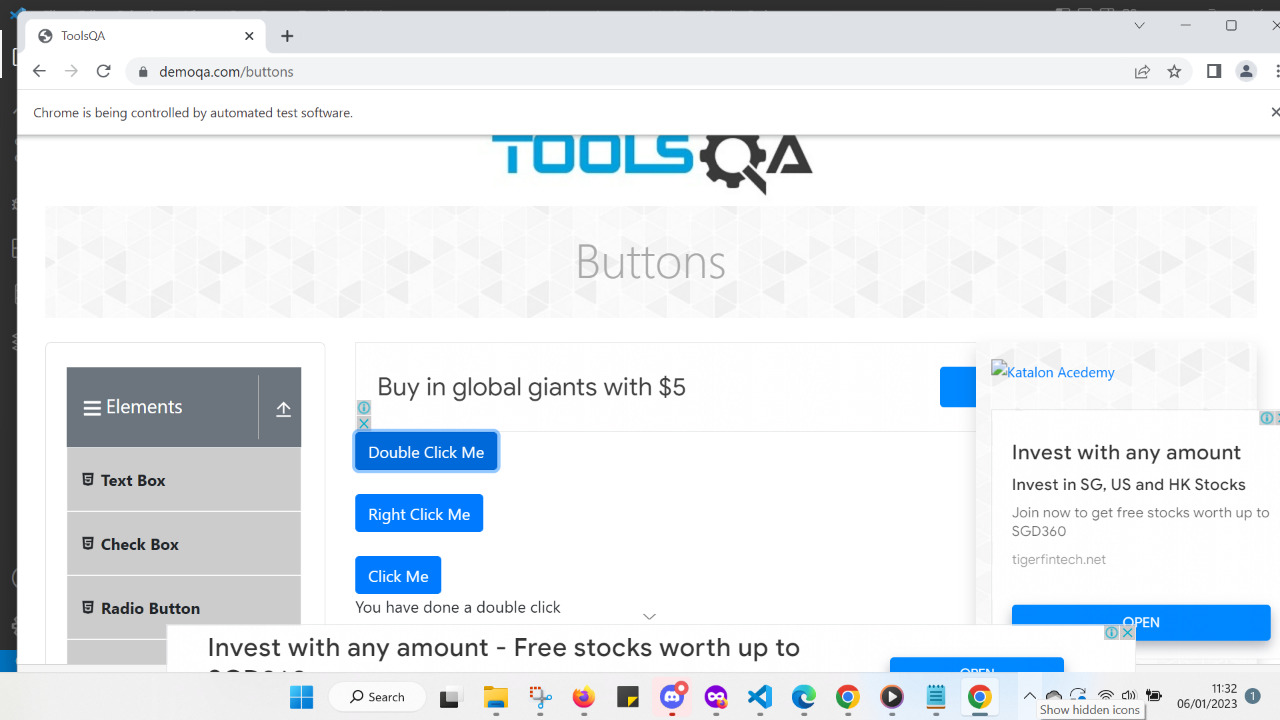 ToolsQA
demoqa.com/buttons
Chrome is being controlled by automated test software.
TOOLSQA
Buttons
Elements
Text Box
Check Box
Radio Button
Buy in global giants with $5
Double Click Me
Right Click Me
Click Me
You have done a double click
Katalon Acedemy
Invest with any amount
Invest in SG, US and HK Stocks
Join now to get free stocks worth up to
SGD360
tigerfintech.net
OPEN
Invest with any amount - Free stocks worth up to
OPEN
Search
11:32
06/01/2023
1
Show hidden icons